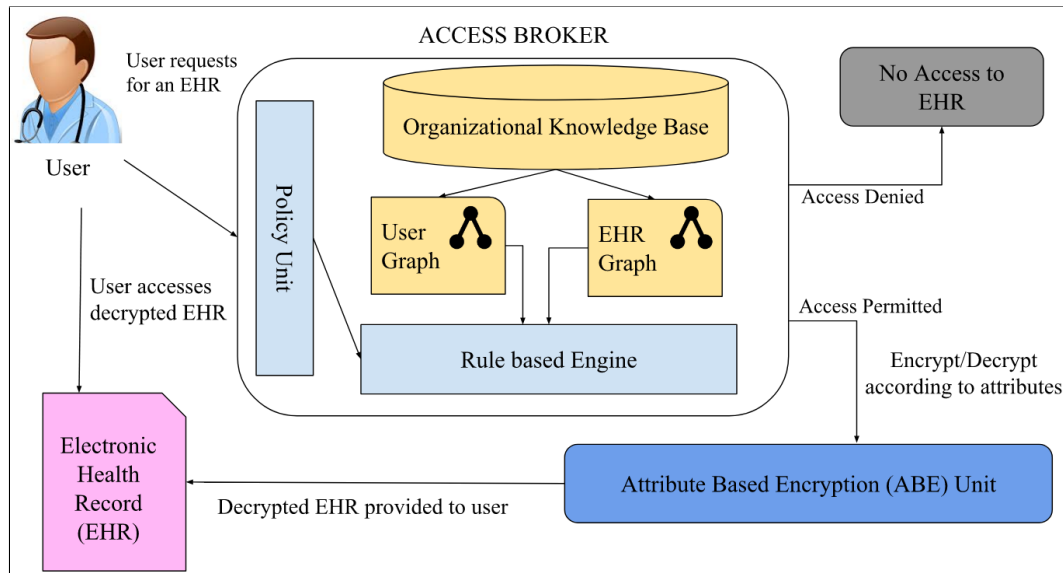 ACCESS BROKER
User requests
for an EHR
User
Policy Unit
Organizational Knowledge Base
User
Graph
EHR
Graph
Rule based Engine
No Access to
EHR
Access Denied
Access Permitted
Encrypt/Decrypt
according to attributes
User accesses
decrypted EHR
Electronic
Health
Record
(EHR)
Decrypted EHR provided to user
Attribute Based Encryption (ABE) Unit